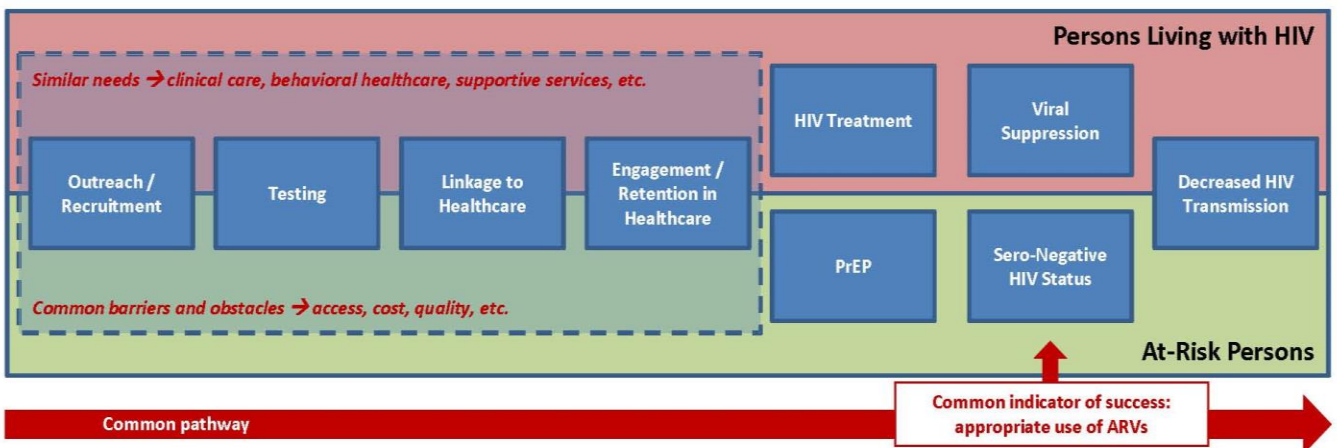 Persons Living with HIV
Similar needs → clinical care, behavioral healthcare, supportive services, etc.
Outreach /
Recruitment
Testing
Linkage to
Healthcare
Engagement /
Retention in
Healthcare
HIV Treatment
Viral
Suppression
PrEP
Sero-Negative
HIV Status
Decreased HIV
Transmission
Common barriers and obstacles → access, cost, quality, etc.
At-Risk Persons
Common pathway
Common indicator of success:
appropriate use of ARVs